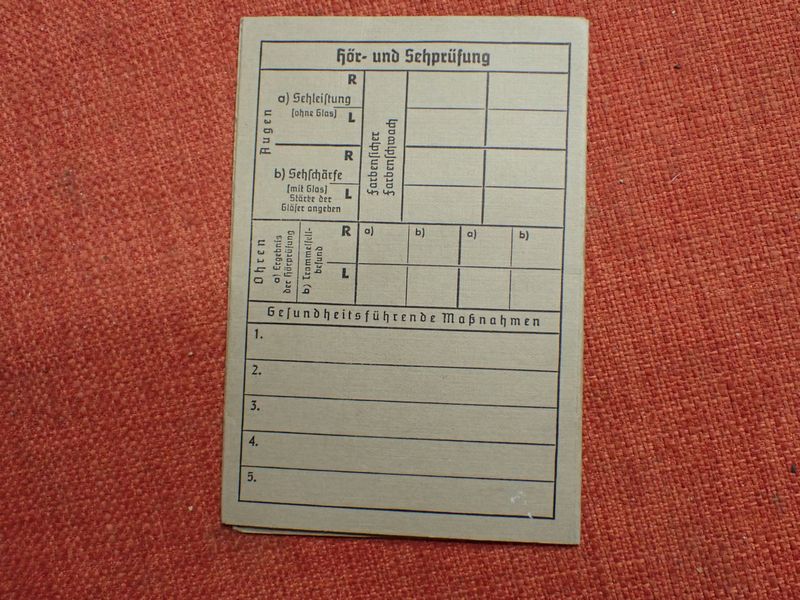 Hör- und Sehprüfung
Augen
a) Sehleiſtung
(ohne Glas)
R
L
b) Sehſchärfe
(mit Glas)
Stärke der
Gläſer angeben
R
L
Farbenſicher
Farbenſchwach
Ohren
a) Ergebnis
der Hörprüfung
b) Trommelfell-
befund
R
L
a)
b)
a)
b)
Geſundheitsführende Maßnahmen
1.
2.
3.
4.
5.